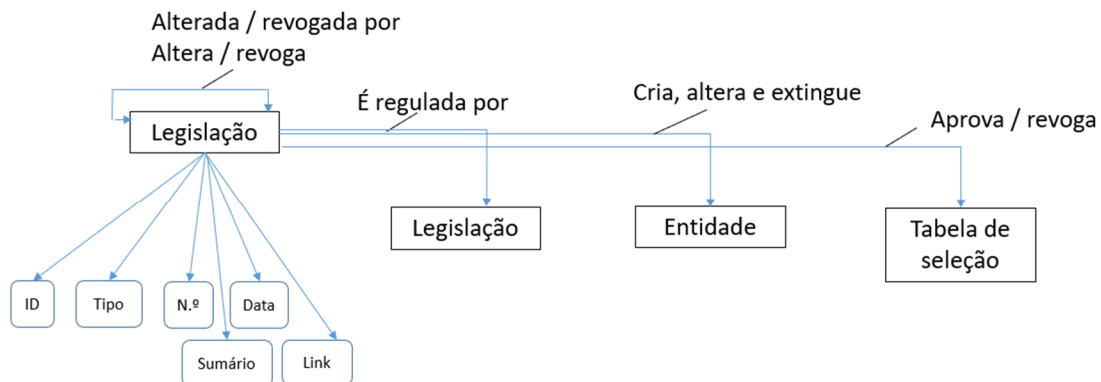 Alterada / revogada por
Altera / revoga
É regulada por
Cria, altera e extingue
Aprova / revoga
Legislação
Legislação
Entidade
Tabela de
seleção
ID
Tipo
N.º
Data
Sumário
Link